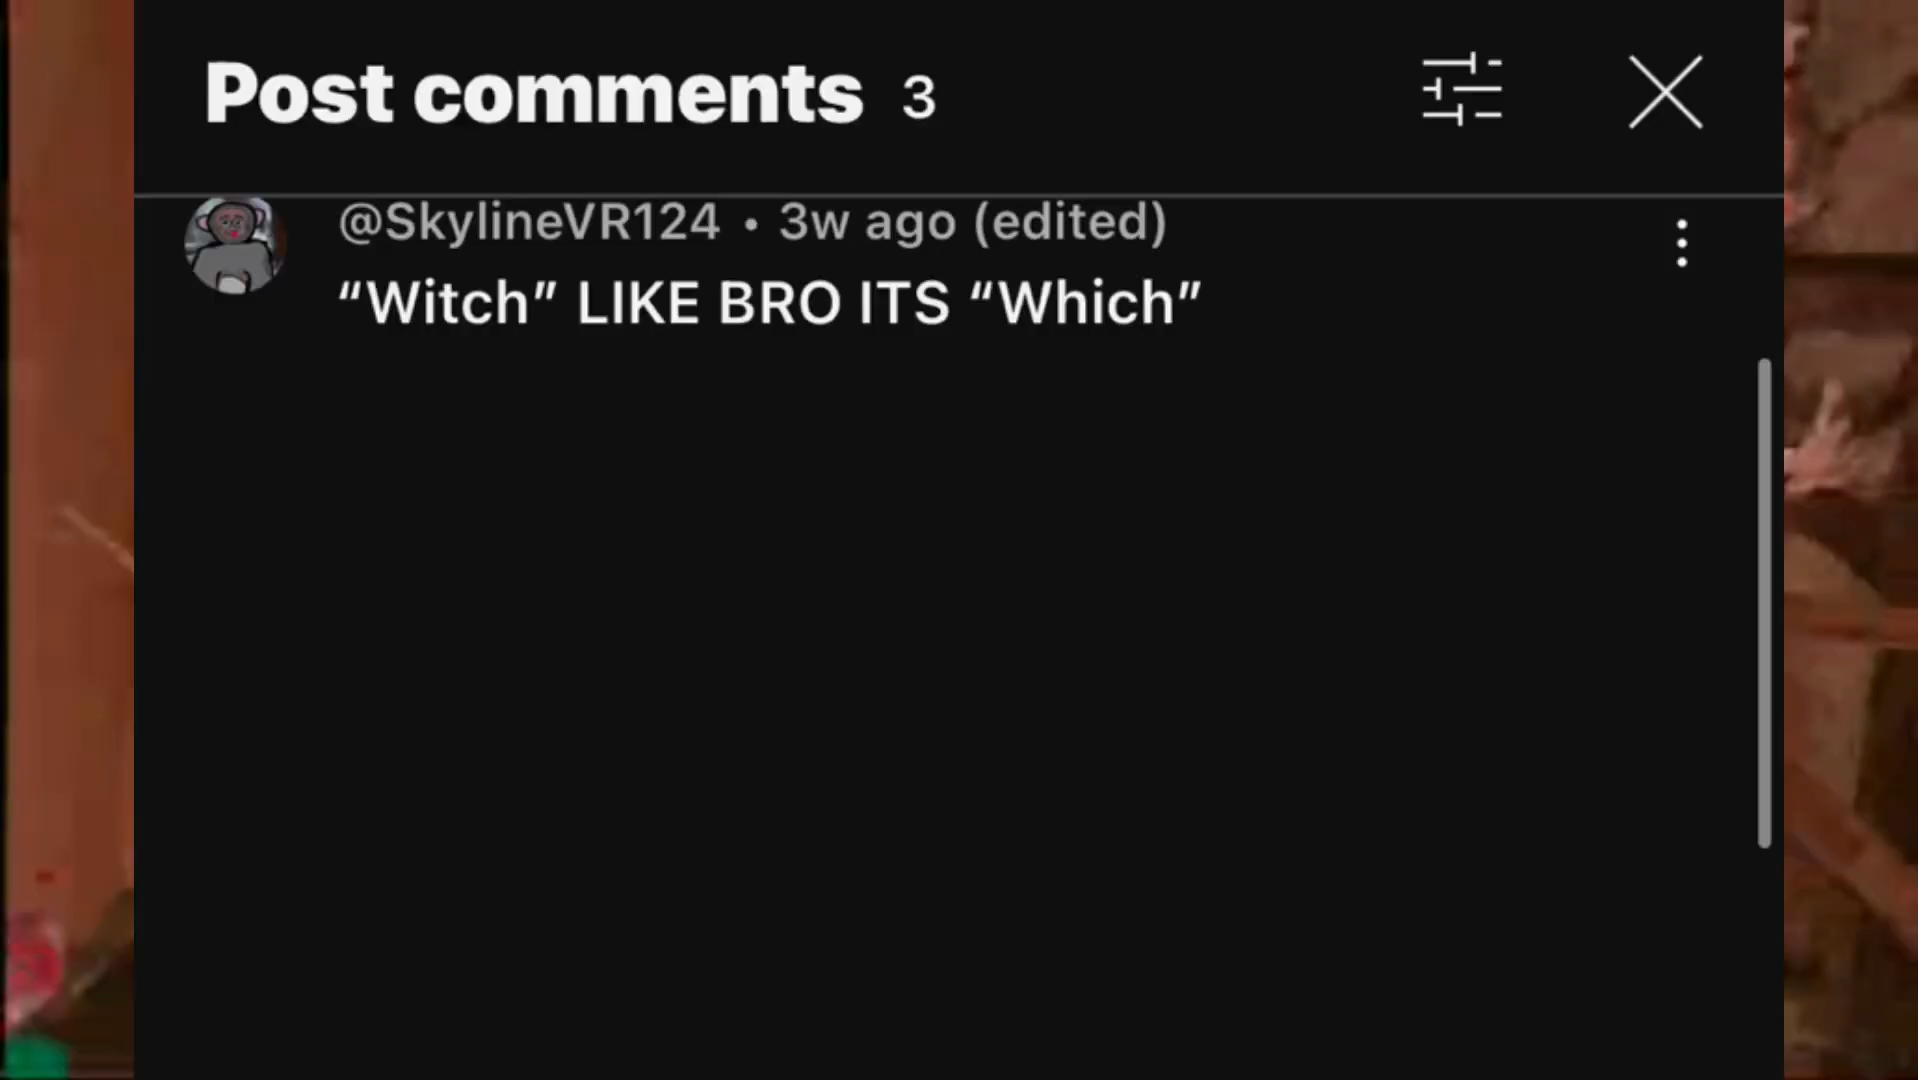 Post comments 3
@SkylineVR124 • 3w ago (edited)
“Witch” LIKE BRO ITS “Which”